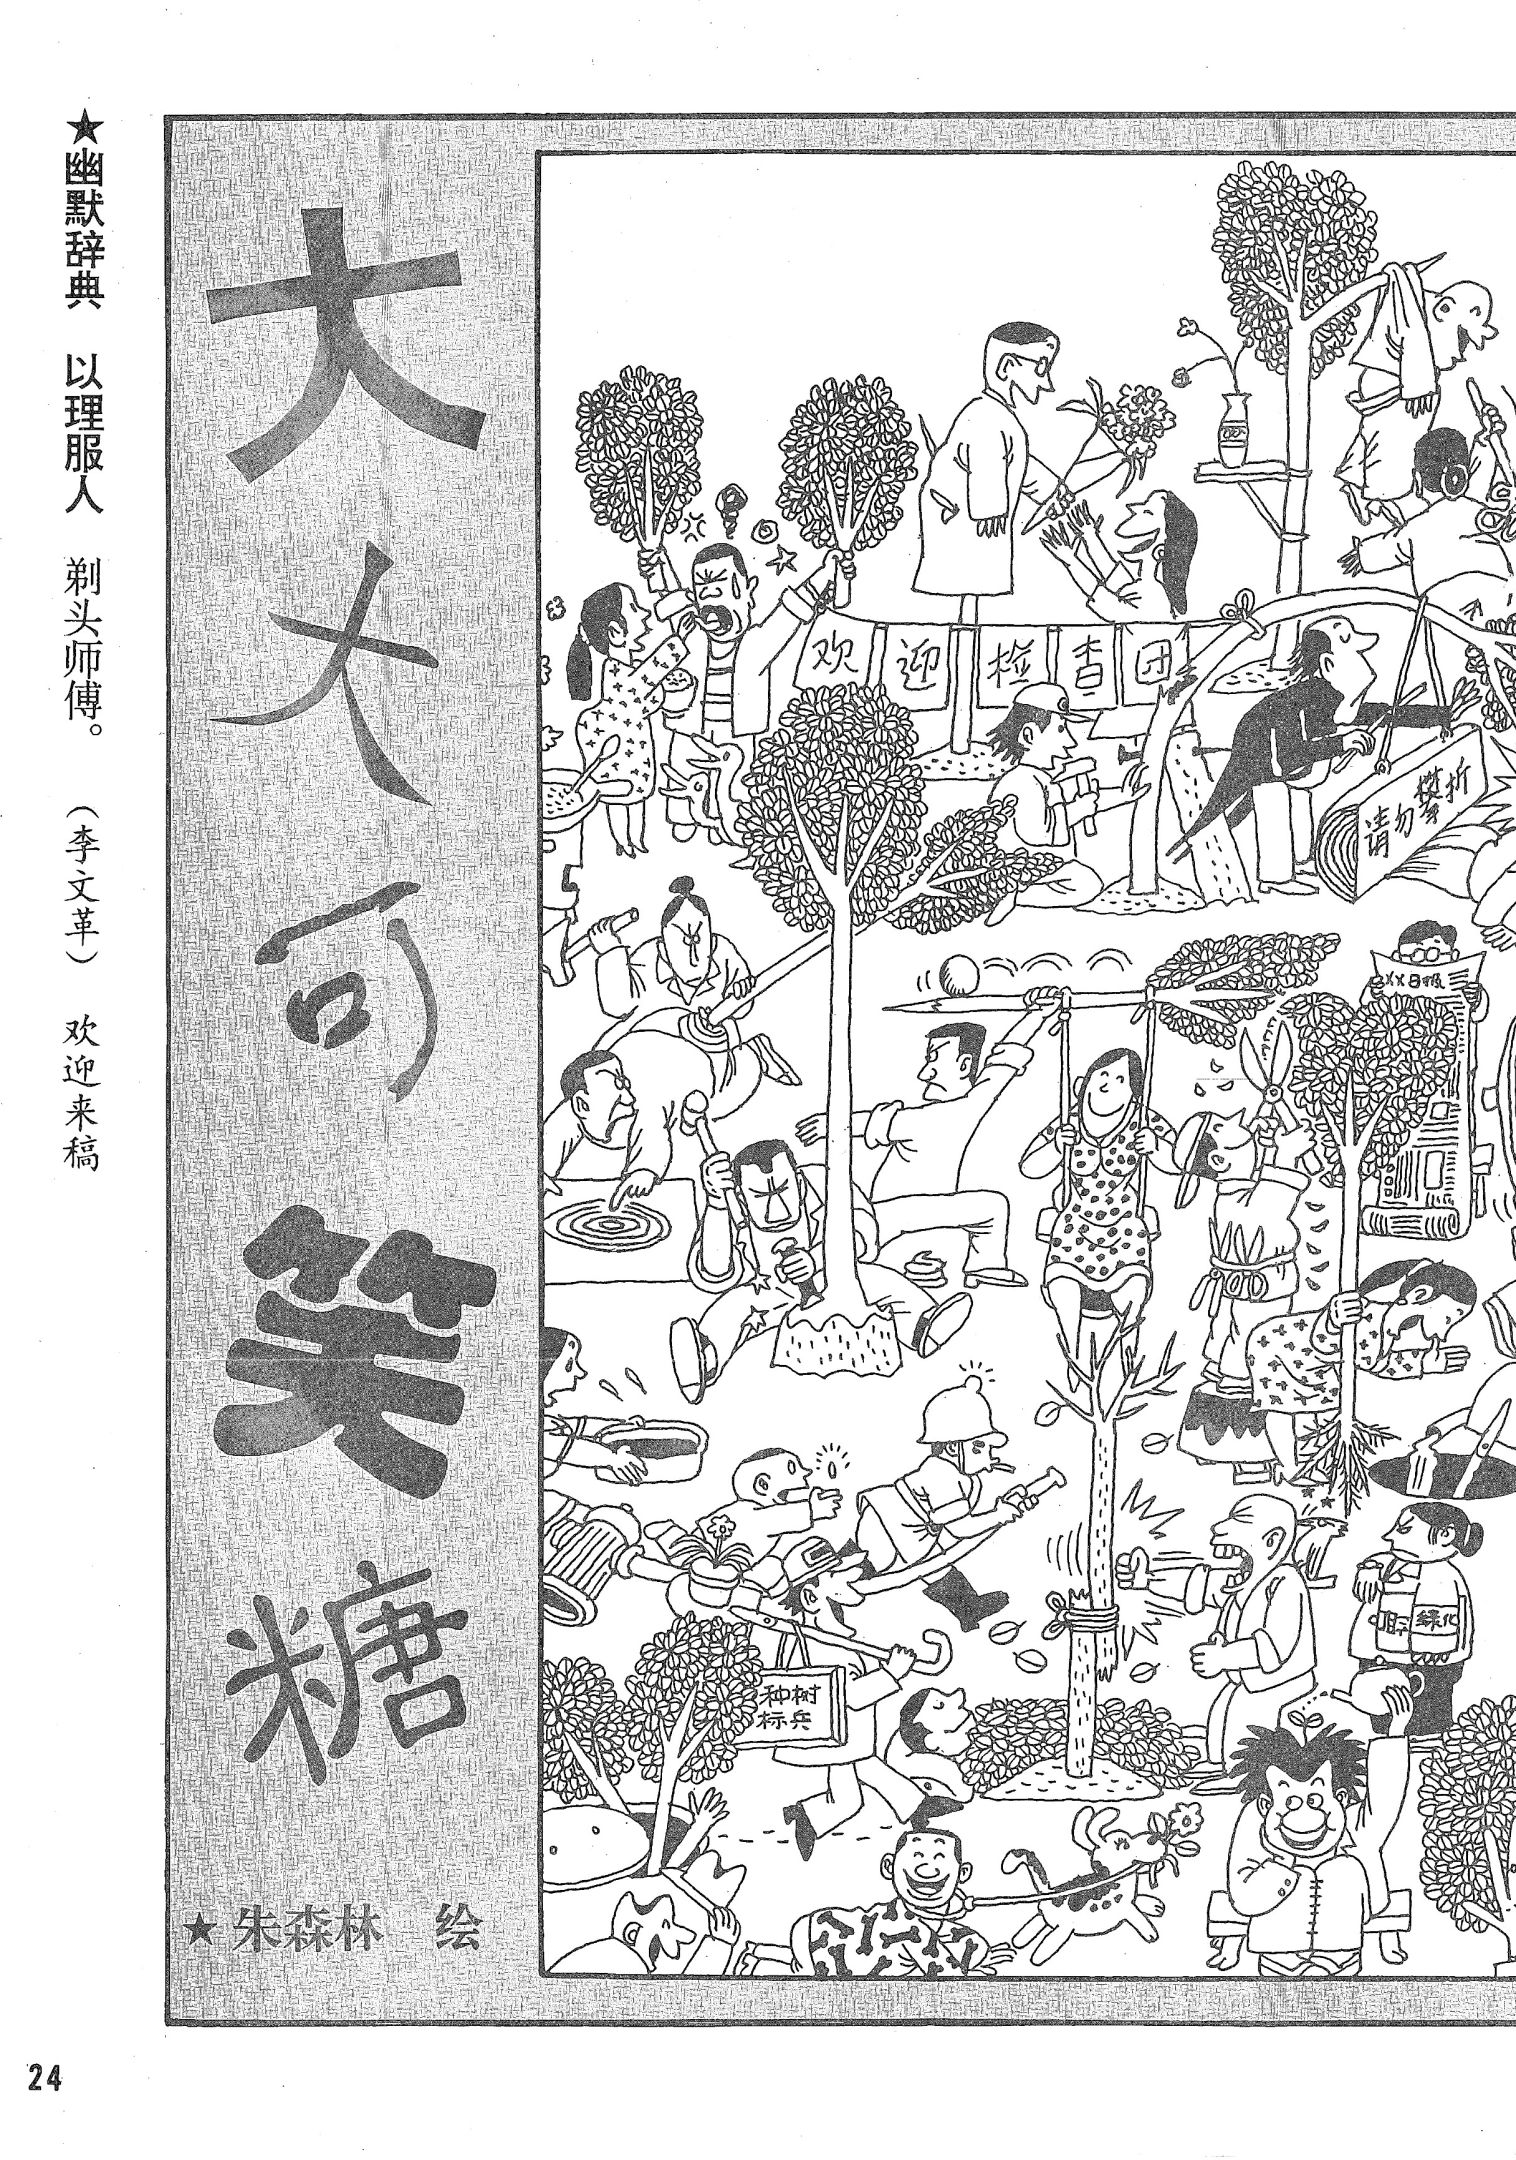 ★幽默辞典 以理服人 剃头师傅。 （李文革） 欢迎来稿
大大可笑糖
★朱森林 绘
欢迎检查团
请勿攀折
XX日报
绿化
种树
标兵
24